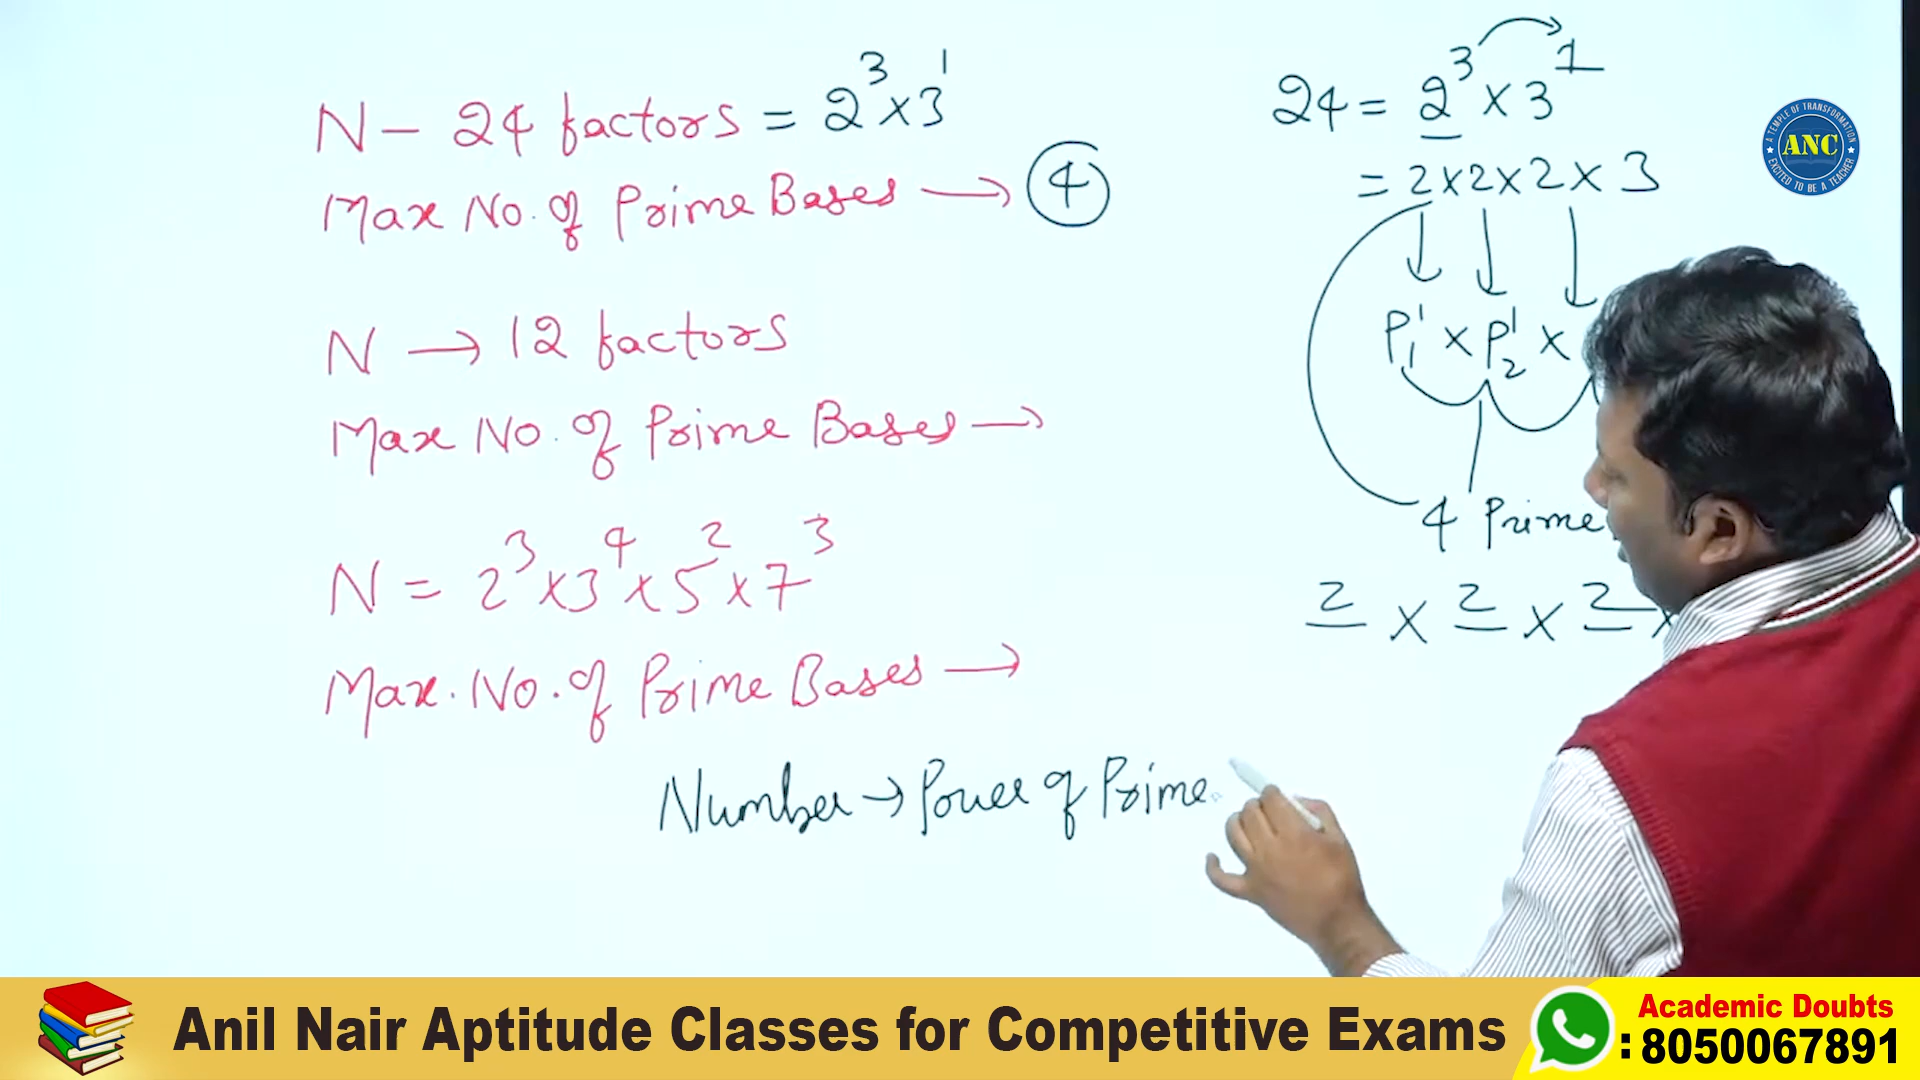 N – 24 factors = 2³×3¹
Max No. of Prime Bases → 4
N → 12 factors
Max No. of Prime Bases →
N = 2³×3⁴×5²×7³
Max. No. of Prime Bases →
Number → Power of Prime
24 = 2³ × 3¹
= 2×2×2×3
P₁¹ × P₂¹ ×
4 Prime
2 × 2 × 2 ×
A TEMPLE OF TRANSFORMATION
ANC
EXCITED TO BE A TEACHER
Anil Nair Aptitude Classes for Competitive Exams
Academic Doubts
: 8050067891